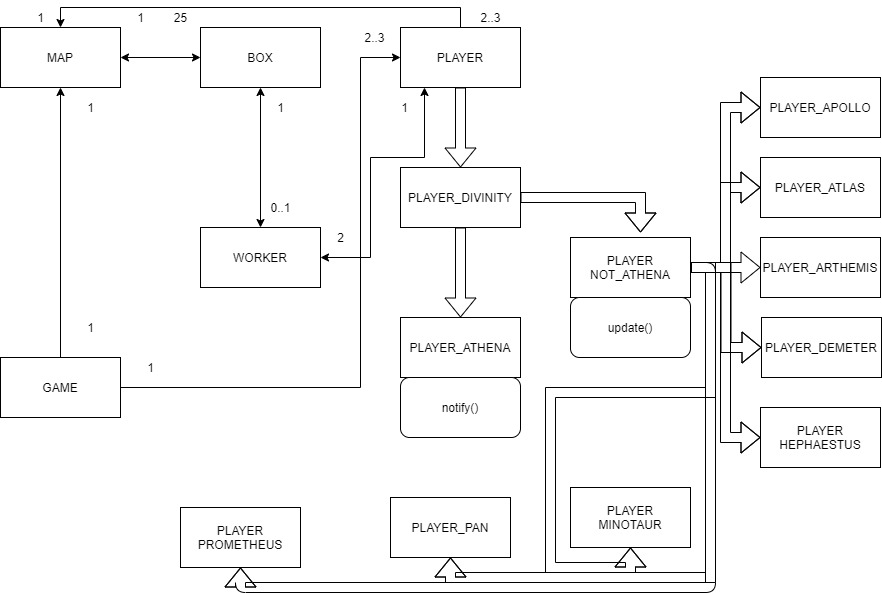 1
1
25
2..3
MAP
BOX
PLAYER
2..3
1
1
1
PLAYER_APOLLO
PLAYER_DIVINITY
PLAYER_ATLAS
0..1
2
WORKER
PLAYER
NOT_ATHENA
PLAYER_ARTHEMIS
1
update()
PLAYER_ATHENA
PLAYER_DEMETER
1
GAME
notify()
PLAYER
HEPHAESTUS
PLAYER
PROMETHEUS
PLAYER_PAN
PLAYER
MINOTAUR